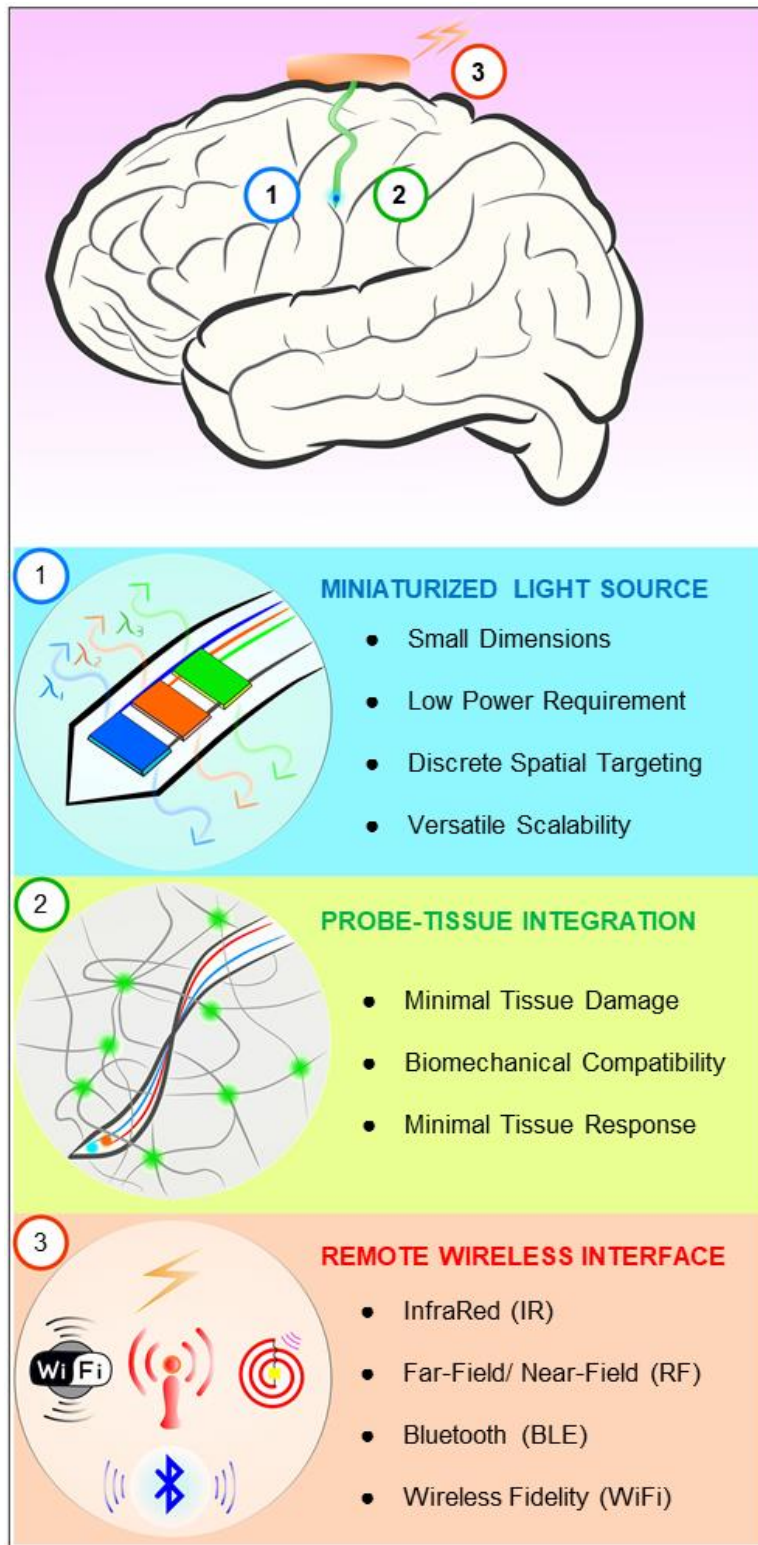 3
1
2
1
MINIATURIZED LIGHT SOURCE
λ₁
λ₂
λ₃
● Small Dimensions
● Low Power Requirement
● Discrete Spatial Targeting
● Versatile Scalability
2
PROBE-TISSUE INTEGRATION
● Minimal Tissue Damage
● Biomechanical Compatibility
● Minimal Tissue Response
3
REMOTE WIRELESS INTERFACE
Wi Fi
● InfraRed (IR)
● Far-Field/ Near-Field (RF)
● Bluetooth (BLE)
● Wireless Fidelity (WiFi)